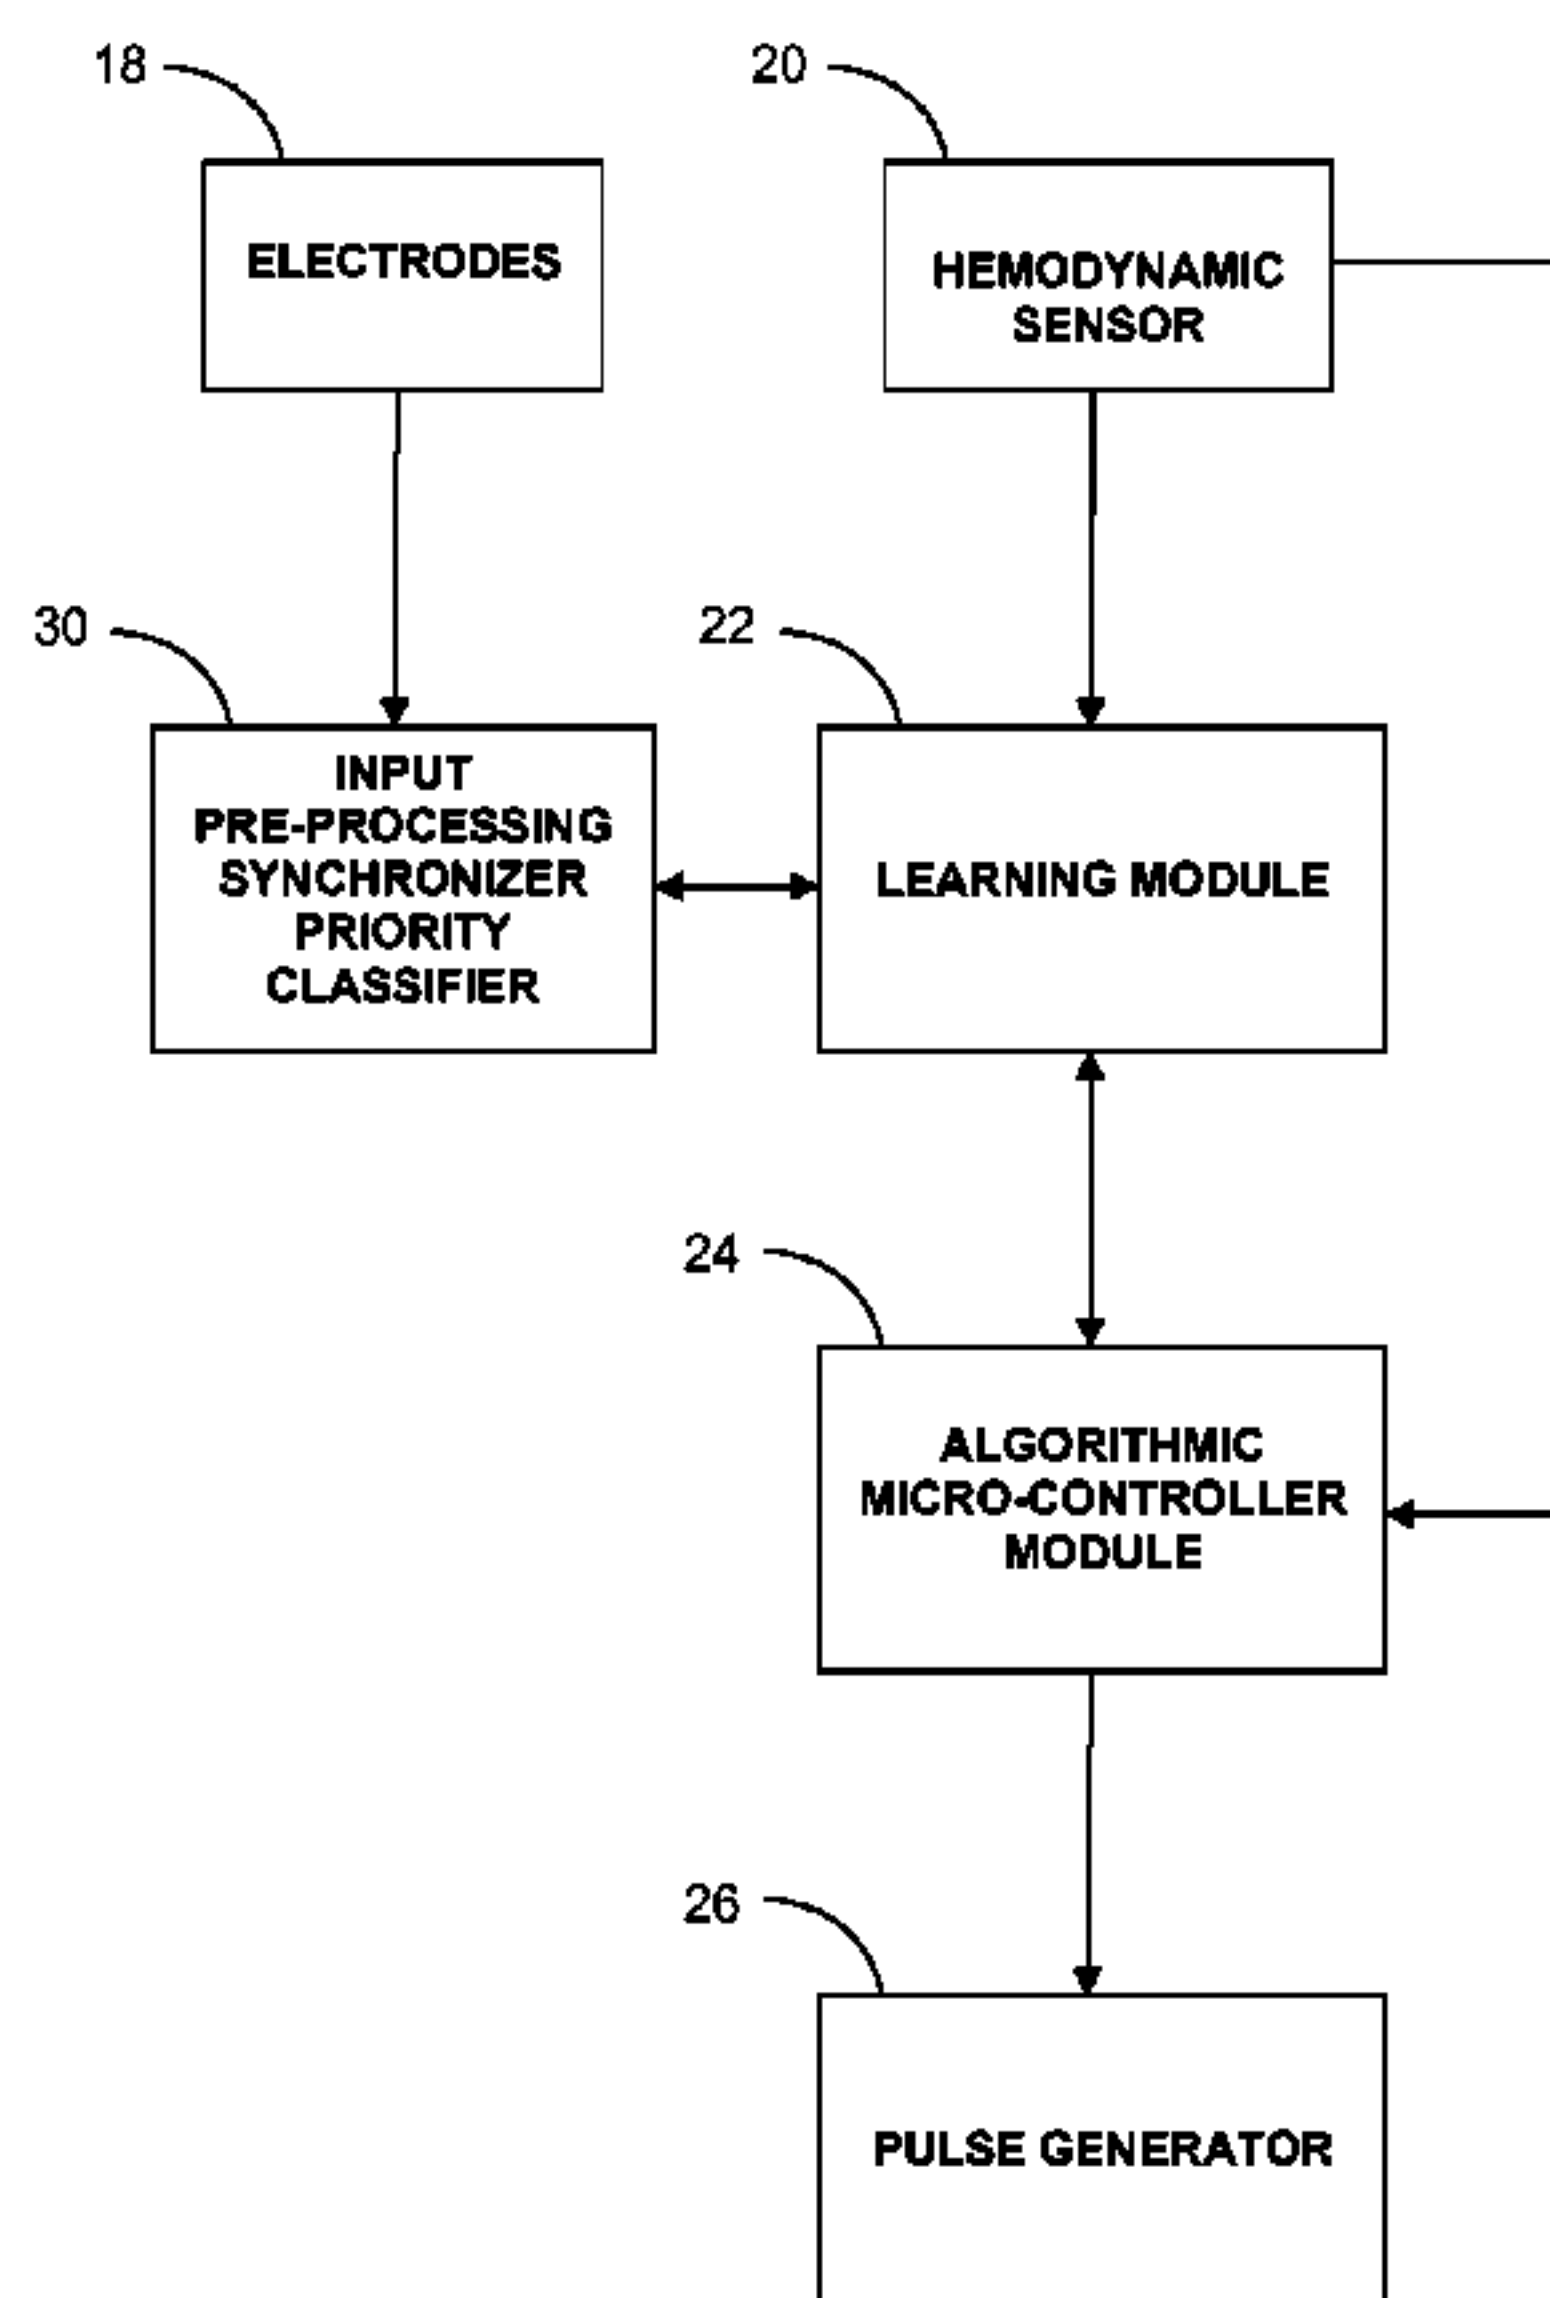 18
20
ELECTRODES
HEMODYNAMIC
SENSOR
30
22
INPUT
PRE-PROCESSING
SYNCHRONIZER
PRIORITY
CLASSIFIER
LEARNING MODULE
24
ALGORITHMIC
MICRO-CONTROLLER
MODULE
26
PULSE GENERATOR